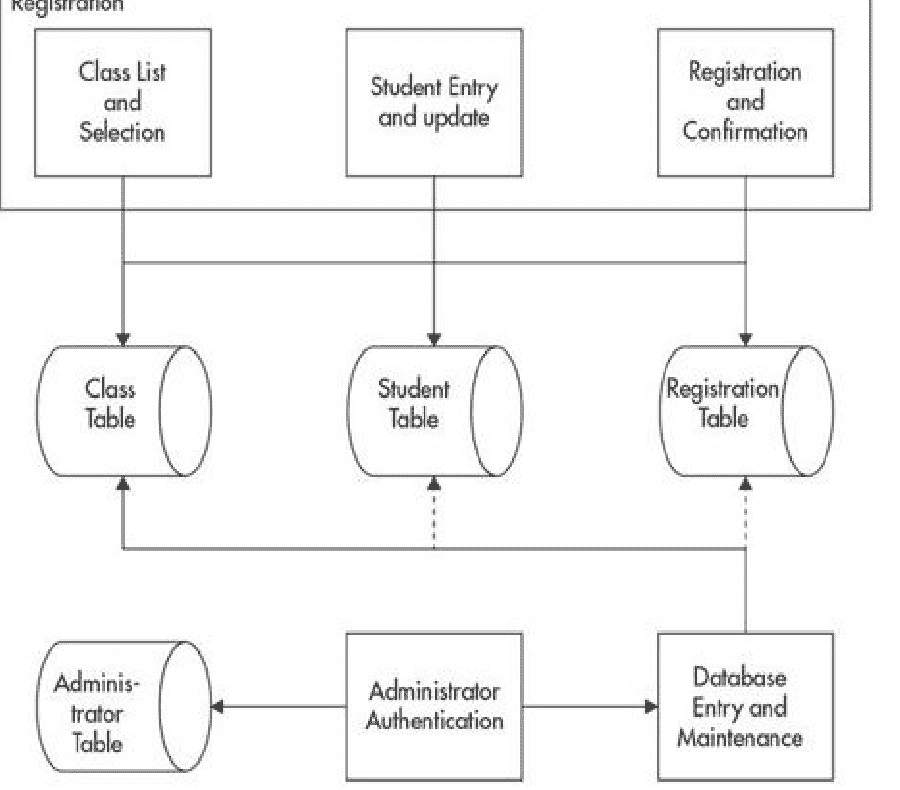 Registration
Class List
and
Selection
Student Entry
and update
Registration
and
Confirmation
Class
Table
Student
Table
Registration
Table
Adminis-
trator
Table
Administrator
Authentication
Database
Entry and
Maintenance